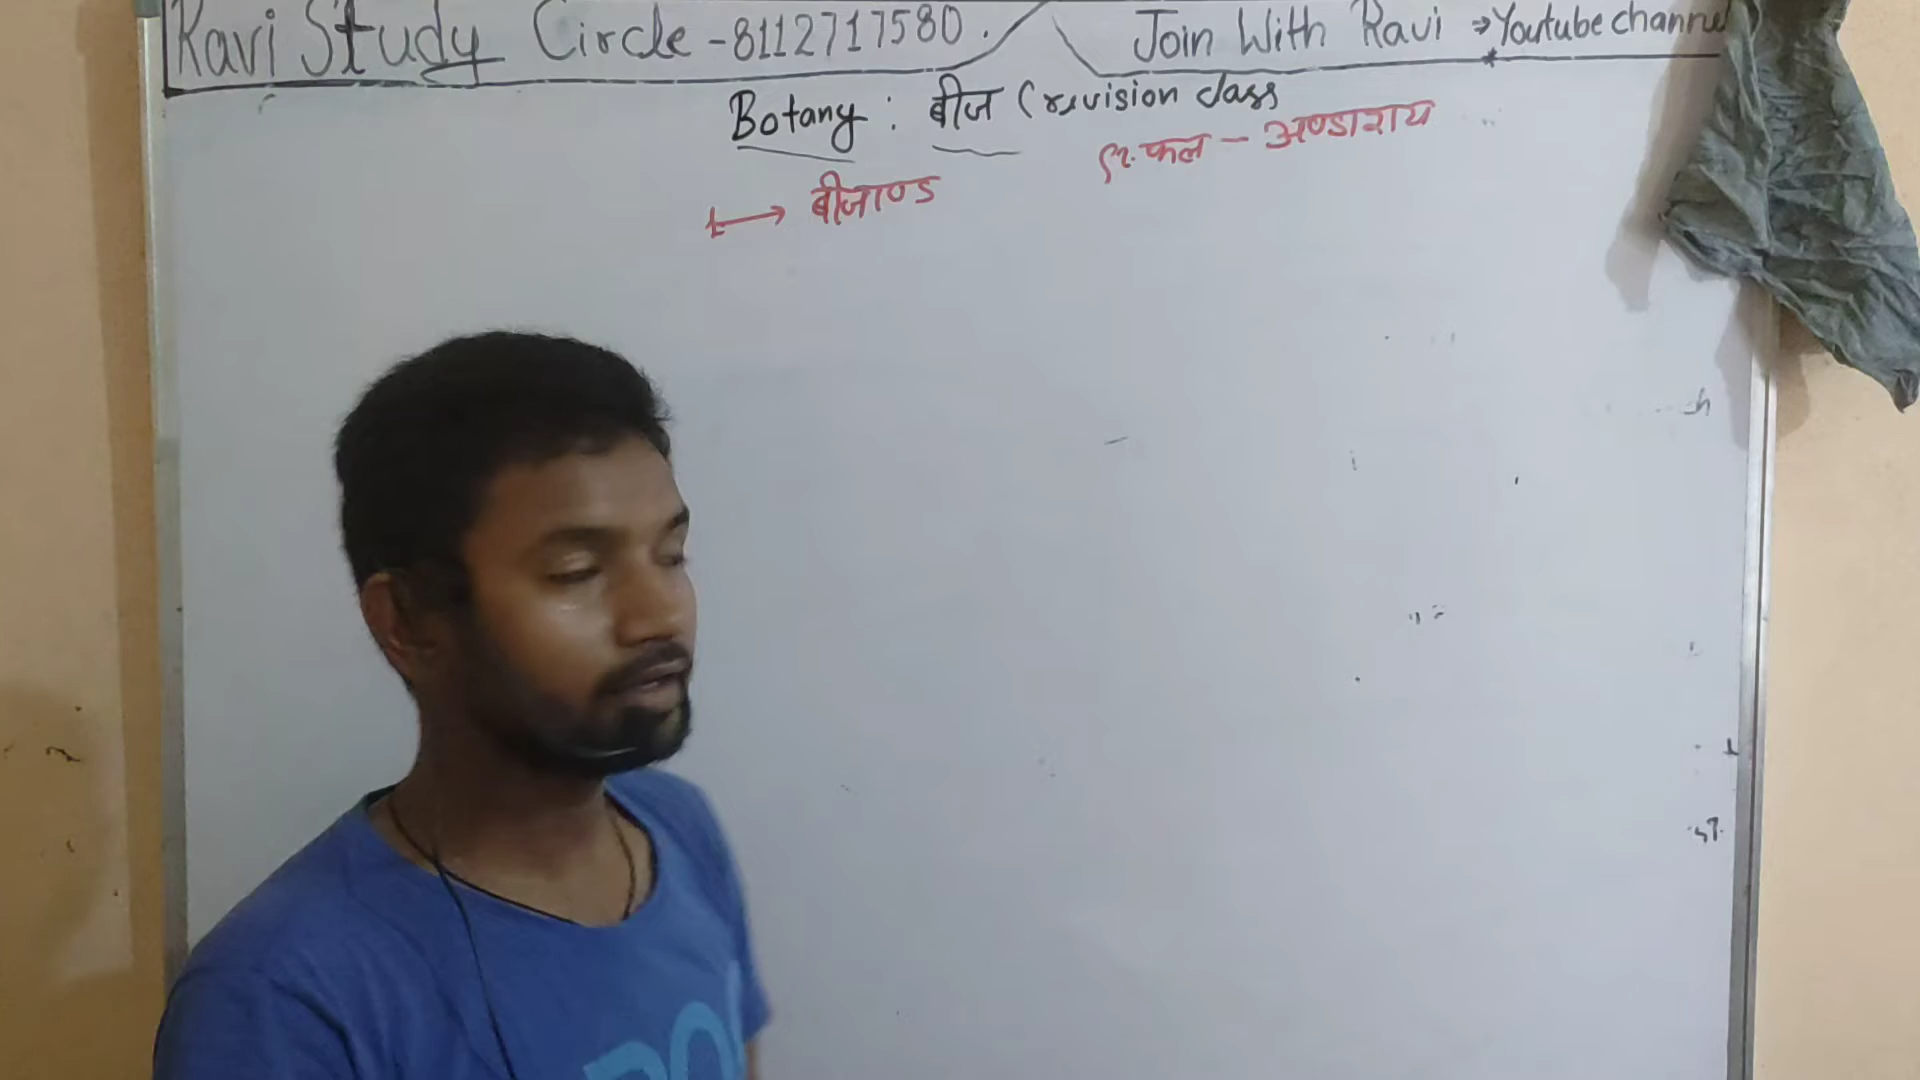 Ravi Study Circle - 8112717580.
Join With Ravi → Youtube channel
Botany : बीज (revision class
फल - अण्डाशय
→ बीजाण्ड